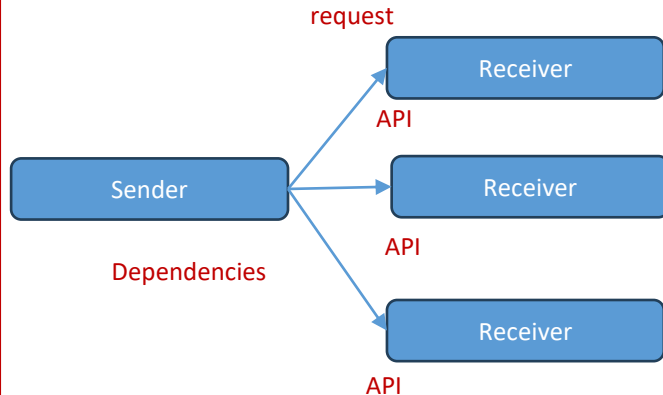 request
Receiver
API
Sender
Receiver
API
Dependencies
Receiver
API